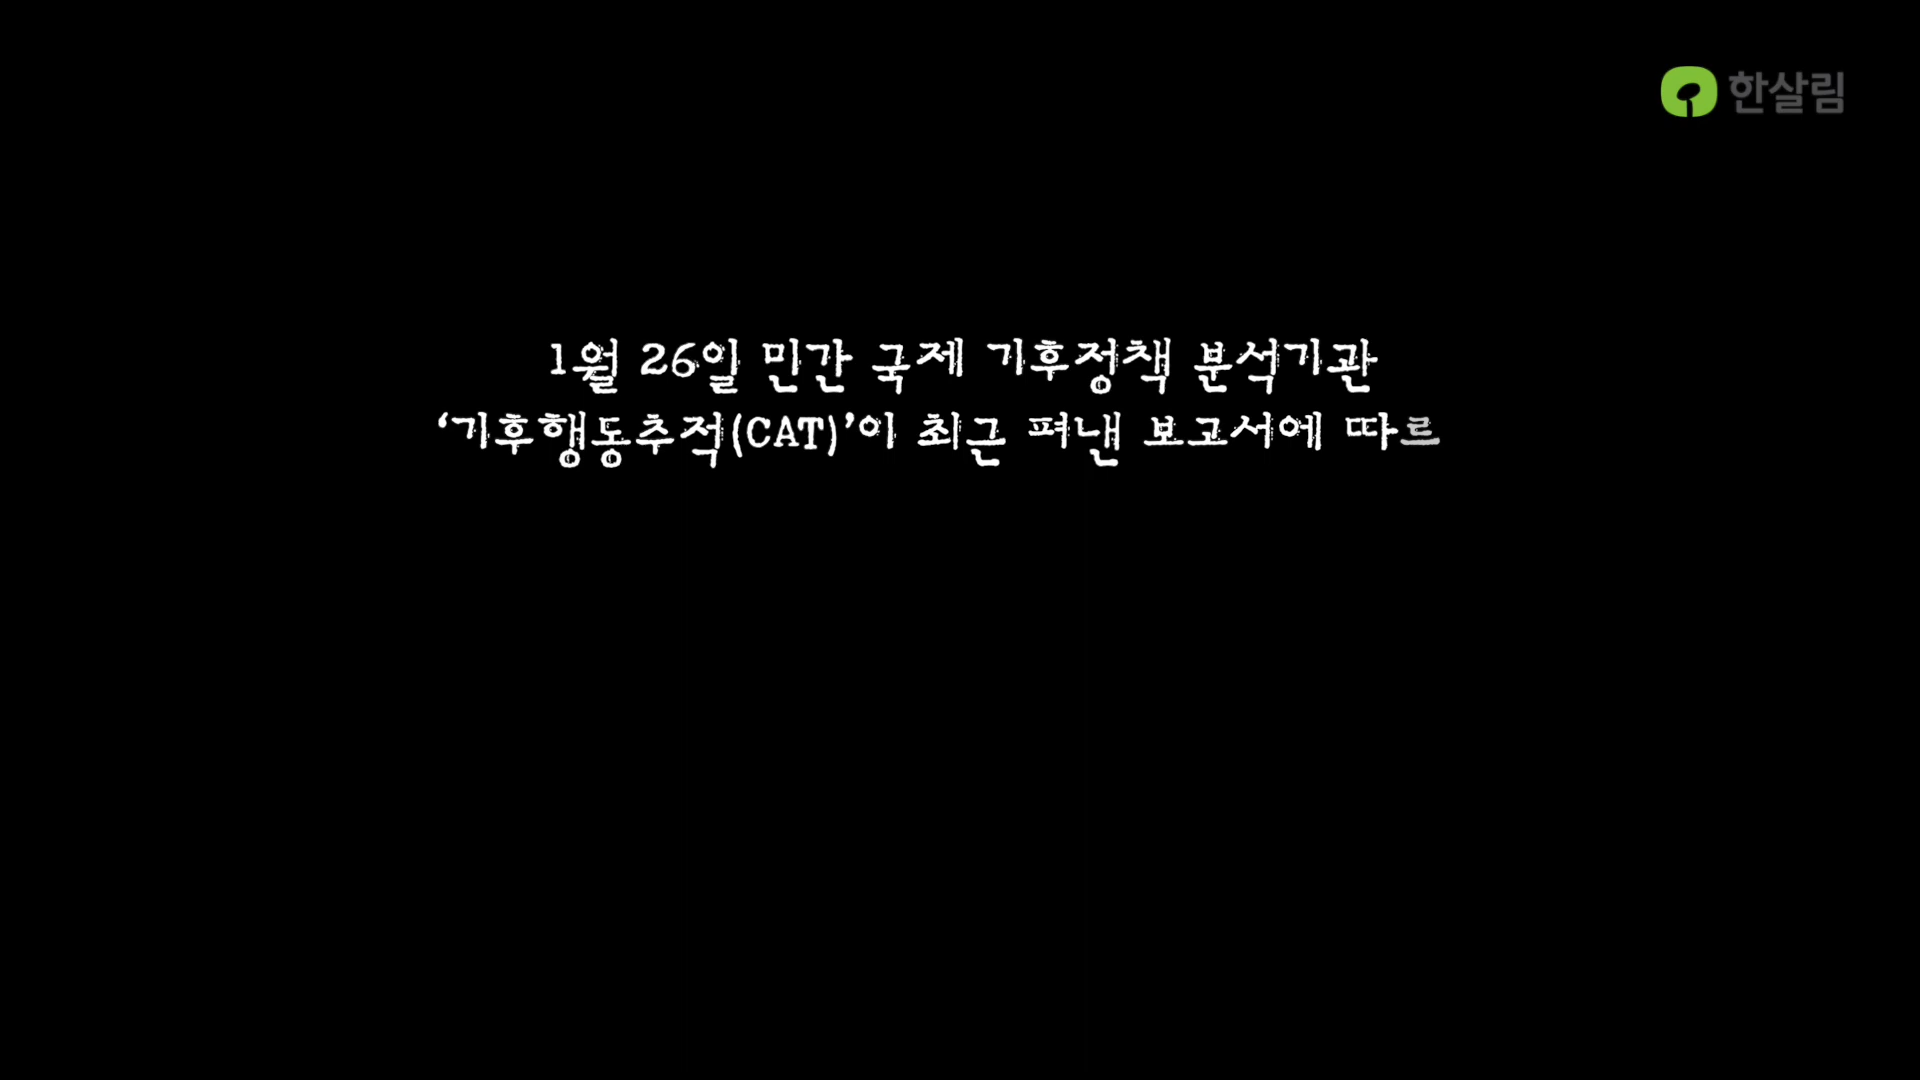 한살림
1월 26일 민간 국제 기후정책 분석기관
‘기후행동추적(CAT)’이 최근 펴낸 보고서에 따르